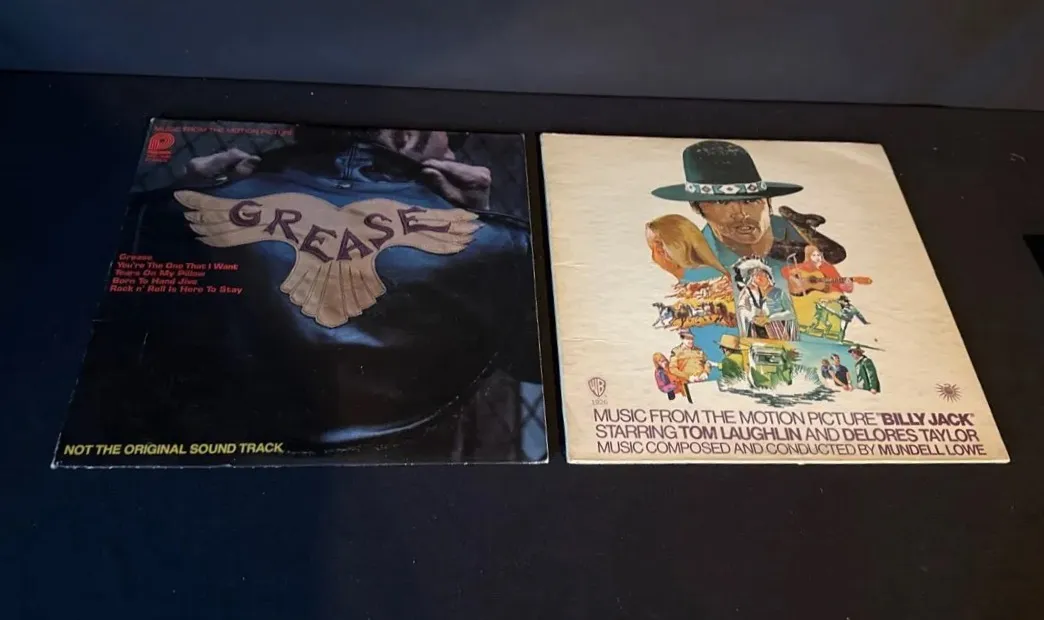 MUSIC FROM THE MOTION PICTURE
GREASE
Grease
You're The One That I Want
Tears On My Pillow
Born To Hand Jive
Rock n' Roll Is Here To Stay
NOT THE ORIGINAL SOUND TRACK
WB
1926
MUSIC FROM THE MOTION PICTURE "BILLY JACK"
STARRING TOM LAUGHLIN AND DELORES TAYLOR
MUSIC COMPOSED AND CONDUCTED BY MUNDELL LOWE